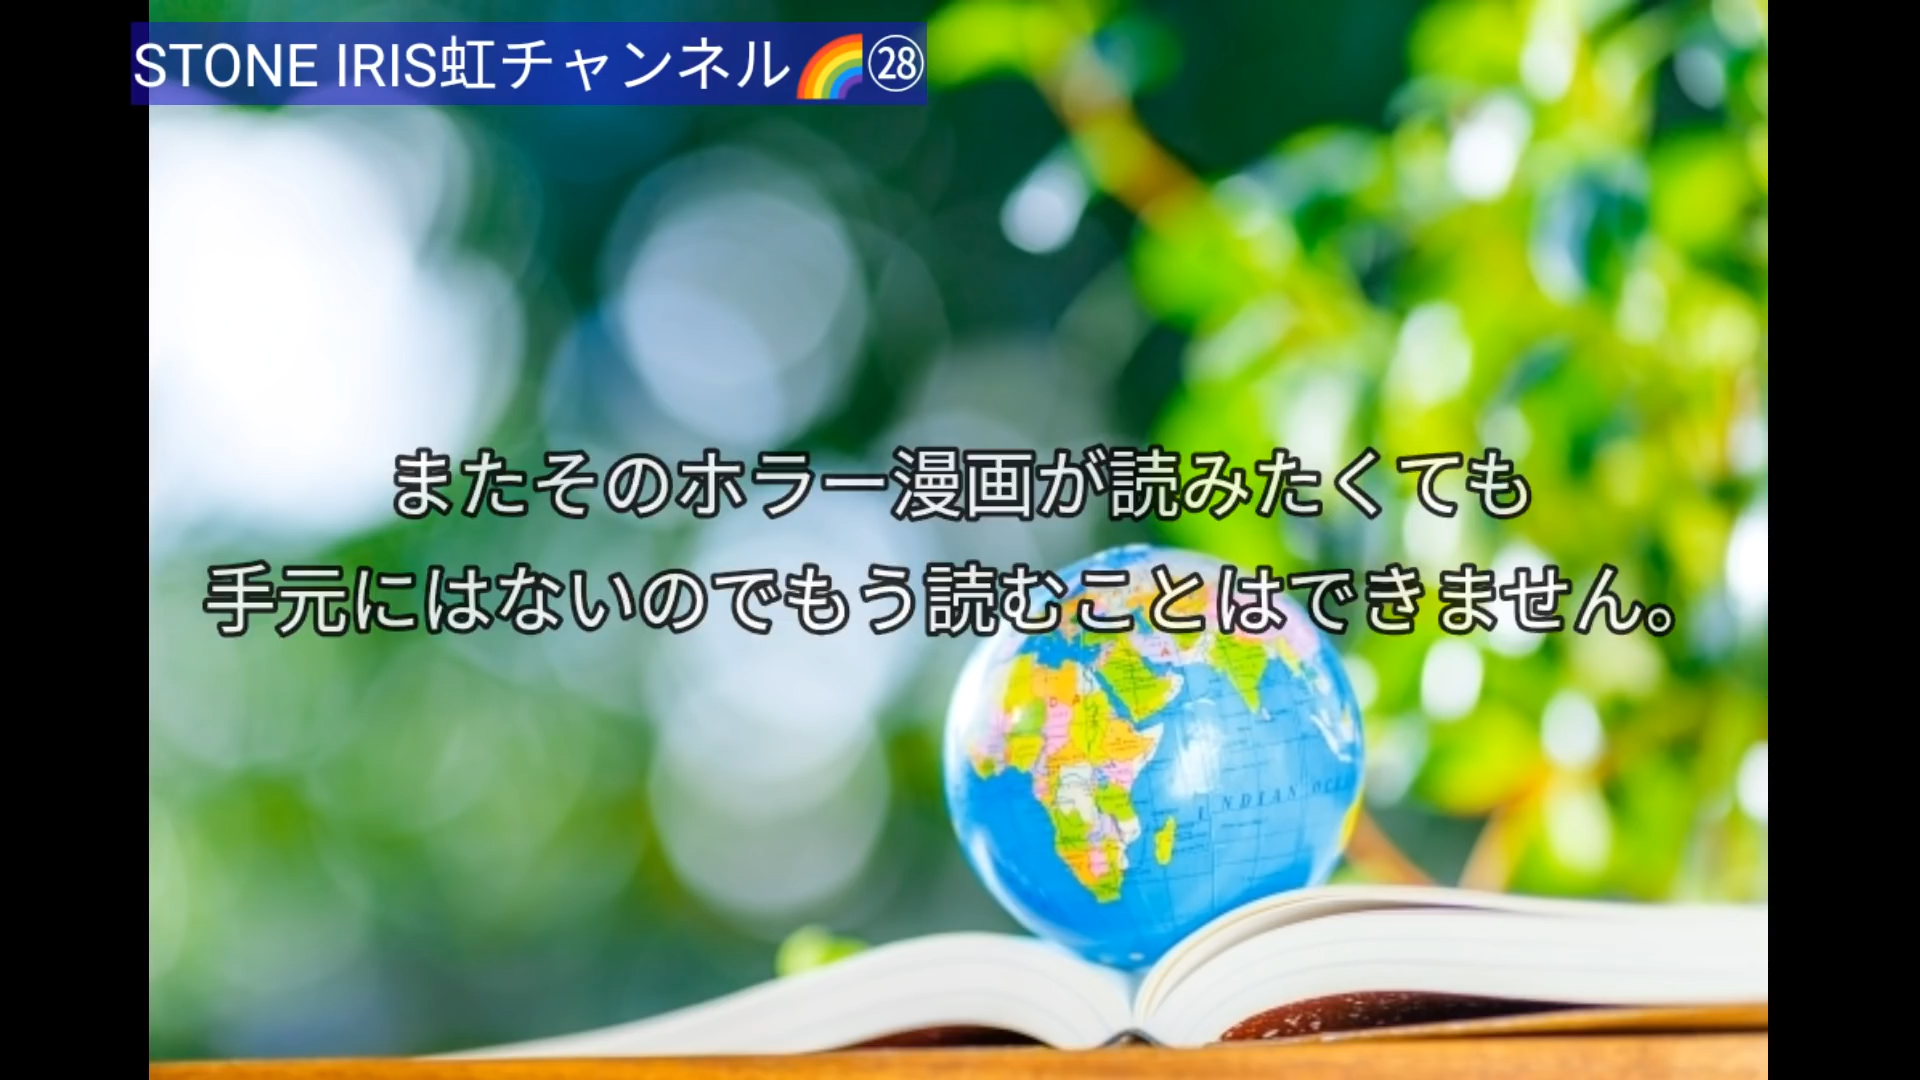 STONE IRIS虹チャンネル🌈㉘
またそのホラー漫画が読みたくても
手元にはないのでもう読むことはできません。
INDIAN OCE